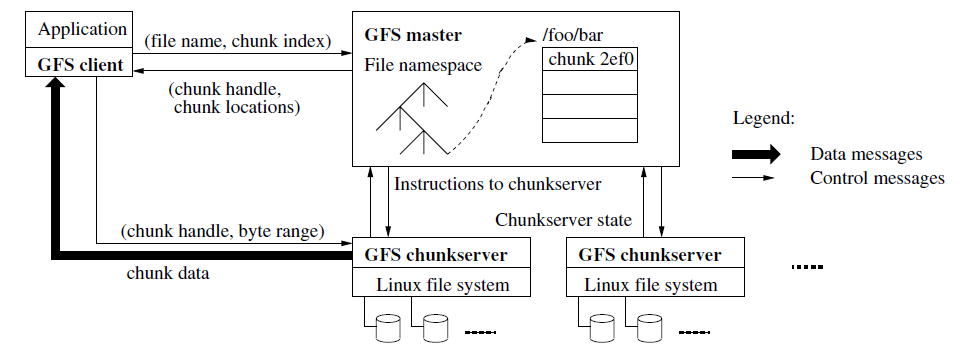 Application
GFS client
(file name, chunk index)
(chunk handle,
chunk locations)
GFS master
File namespace
/foo/bar
chunk 2ef0
Legend:
Data messages
Control messages
Instructions to chunkserver
Chunkserver state
(chunk handle, byte range)
chunk data
GFS chunkserver
Linux file system
GFS chunkserver
Linux file system